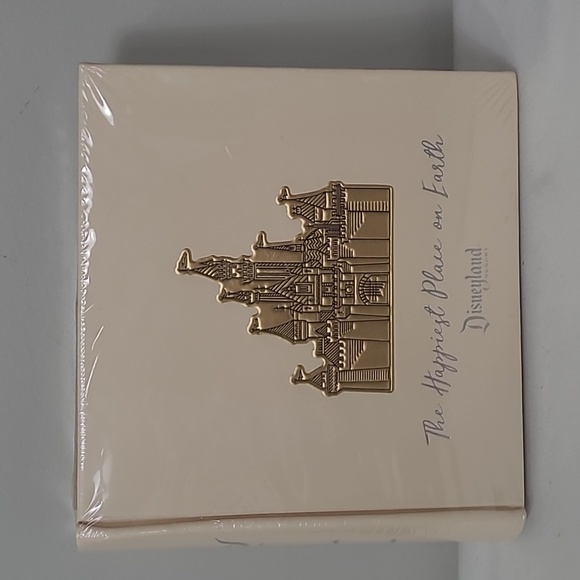 The Happiest Place on Earth
Disneyland